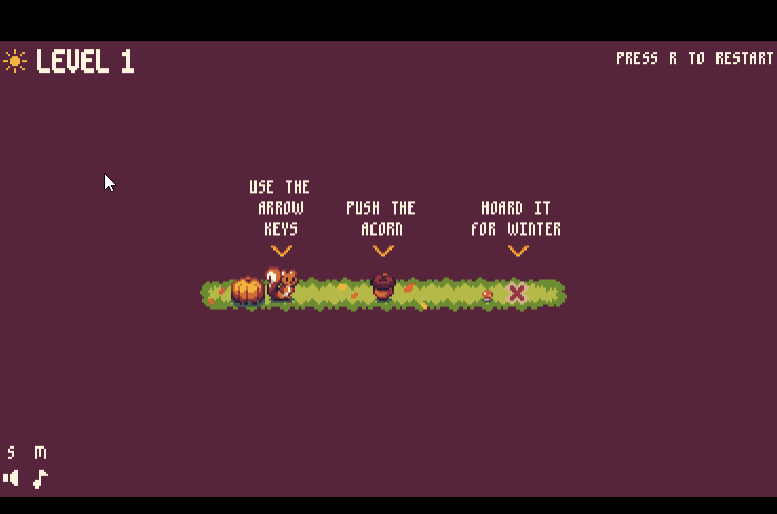 LEVEL 1
PRESS R TO RESTART
USE THE
ARROW
KEYS
PUSH THE
ACORN
HOARD IT
FOR WINTER
S M